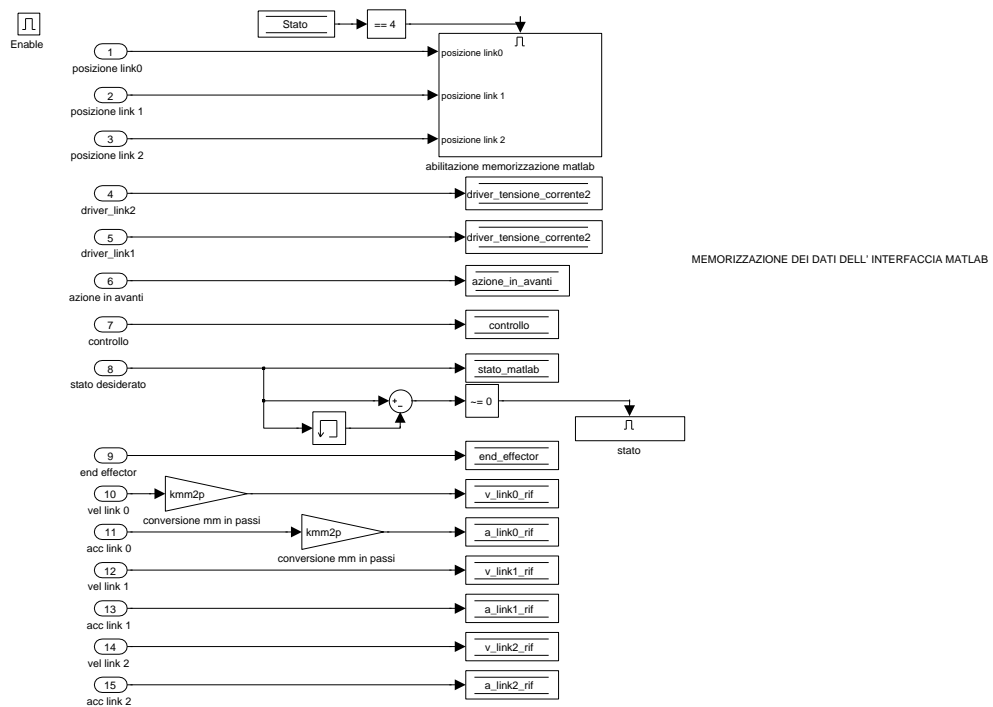 Stato
== 4
Enable
1
posizione link0
posizione link0
2
posizione link 1
posizione link 1
3
posizione link 2
posizione link 2
abilitazione memorizzazione matlab
4
driver_tensione_corrente2
driver_link2
5
driver_tensione_corrente2
driver_link1
MEMORIZZAZIONE DEI DATI DELL' INTERFACCIA MATLAB
6
azione_in_avanti
azione in avanti
7
controllo
controllo
8
stato_matlab
stato desiderato
~= 0
stato
9
end_effector
end effector
10
kmm2p
v_link0_rif
vel link 0
conversione mm in passi
11
kmm2p
a_link0_rif
acc link 0
conversione mm in passi
12
v_link1_rif
vel link 1
13
a_link1_rif
acc link 1
14
v_link2_rif
vel link 2
15
a_link2_rif
acc link 2